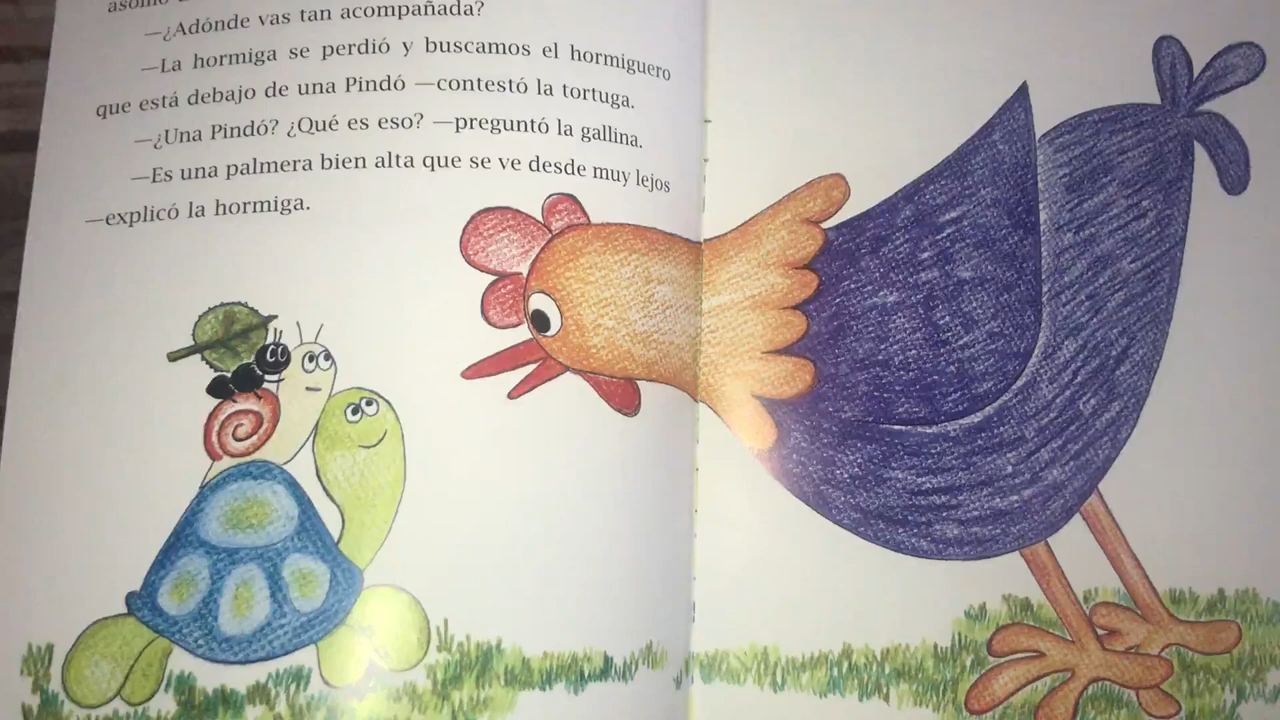 —¿Adónde vas tan acompañada?
—La hormiga se perdió y buscamos el hormiguero
que está debajo de una Pindó —contestó la tortuga.
—¿Una Pindó? ¿Qué es eso? —preguntó la gallina.
—Es una palmera bien alta que se ve desde muy lejos
—explicó la hormiga.